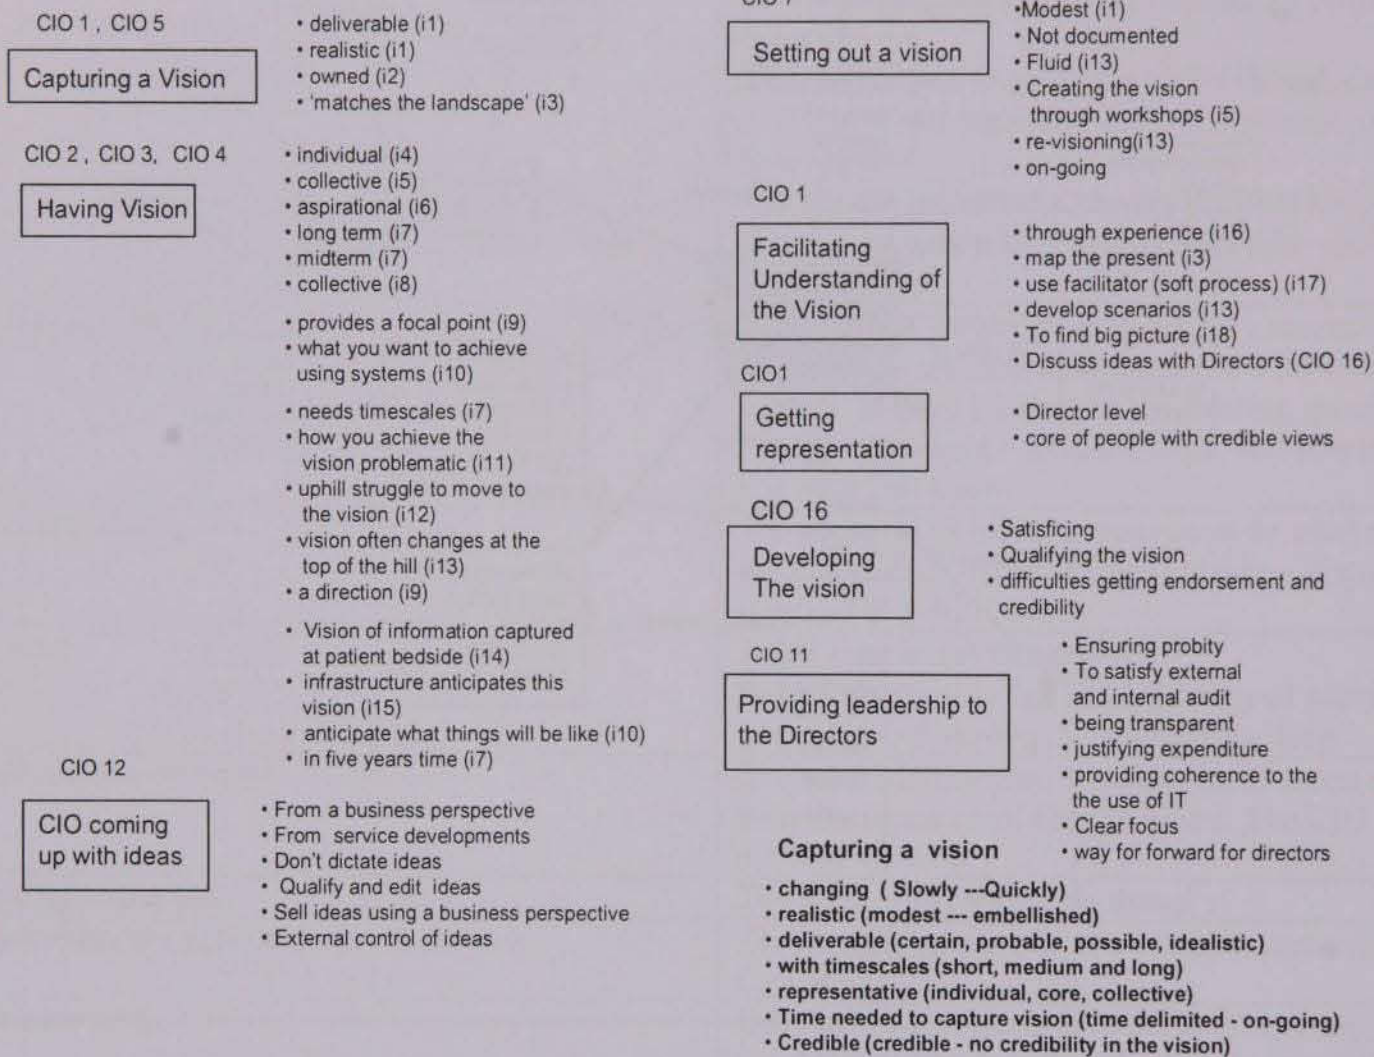 CIO 1 , CIO 5
Capturing a Vision
• deliverable (i1)
• realistic (i1)
• owned (i2)
• 'matches the landscape' (i3)
CIO 2 , CIO 3, CIO 4
Having Vision
• individual (i4)
• collective (i5)
• aspirational (i6)
• long term (i7)
• midterm (i7)
• collective (i8)
• provides a focal point (i9)
• what you want to achieve
using systems (i10)
• needs timescales (i7)
• how you achieve the
vision problematic (i11)
• uphill struggle to move to
the vision (i12)
• vision often changes at the
top of the hill (i13)
• a direction (i9)
• Vision of information captured
at patient bedside (i14)
• infrastructure anticipates this
vision (i15)
• anticipate what things will be like (i10)
• in five years time (i7)
CIO 12
CIO coming
up with ideas
• From a business perspective
• From service developments
• Don't dictate ideas
• Qualify and edit ideas
• Sell ideas using a business perspective
• External control of ideas
CIO 7
Setting out a vision
•Modest (i1)
• Not documented
• Fluid (i13)
• Creating the vision
through workshops (i5)
• re-visioning(i13)
• on-going
CIO 1
Facilitating
Understanding of
the Vision
• through experience (i16)
• map the present (i3)
• use facilitator (soft process) (i17)
• develop scenarios (i13)
• To find big picture (i18)
• Discuss ideas with Directors (CIO 16)
CIO1
Getting
representation
• Director level
• core of people with credible views
CIO 16
Developing
The vision
• Satisficing
• Qualifying the vision
• difficulties getting endorsement and
credibility
CIO 11
Providing leadership to
the Directors
• Ensuring probity
• To satisfy external
and internal audit
• being transparent
• justifying expenditure
• providing coherence to the
the use of IT
• Clear focus
• way for forward for directors
Capturing a vision
• changing ( Slowly ---Quickly)
• realistic (modest --- embellished)
• deliverable (certain, probable, possible, idealistic)
• with timescales (short, medium and long)
• representative (individual, core, collective)
• Time needed to capture vision (time delimited - on-going)
• Credible (credible - no credibility in the vision)